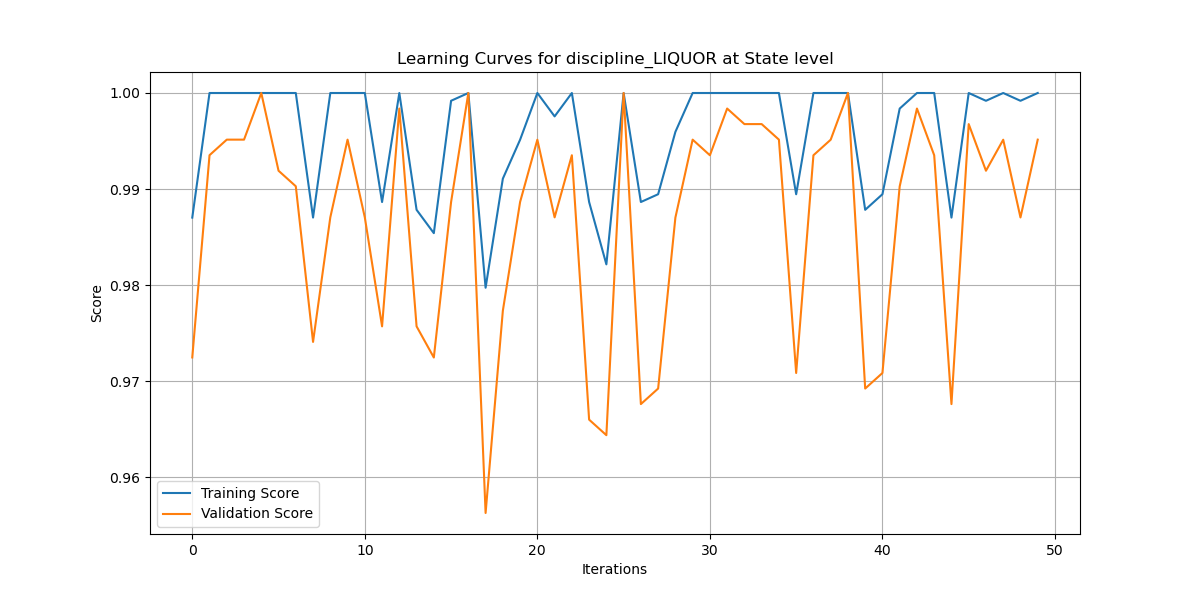 Learning Curves for discipline_LIQUOR at State level
1.00
0.99
0.98
0.97
0.96
Score
Training Score
Validation Score
0 10 20 30 40 50
Iterations